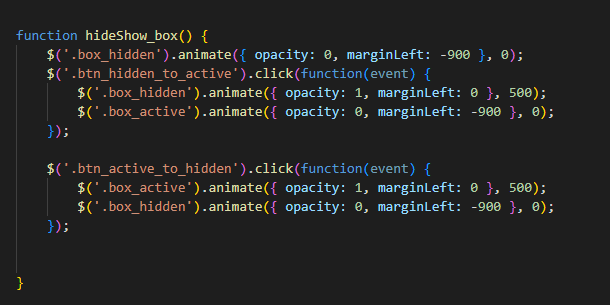 function hideShow_box() {
    $('.box_hidden').animate({ opacity: 0, marginLeft: -900 }, 0);
    $('.btn_hidden_to_active').click(function(event) {
        $('.box_hidden').animate({ opacity: 1, marginLeft: 0 }, 500);
        $('.box_active').animate({ opacity: 0, marginLeft: -900 }, 0);
    });

    $('.btn_active_to_hidden').click(function(event) {
        $('.box_active').animate({ opacity: 1, marginLeft: 0 }, 500);
        $('.box_hidden').animate({ opacity: 0, marginLeft: -900 }, 0);
    });

}